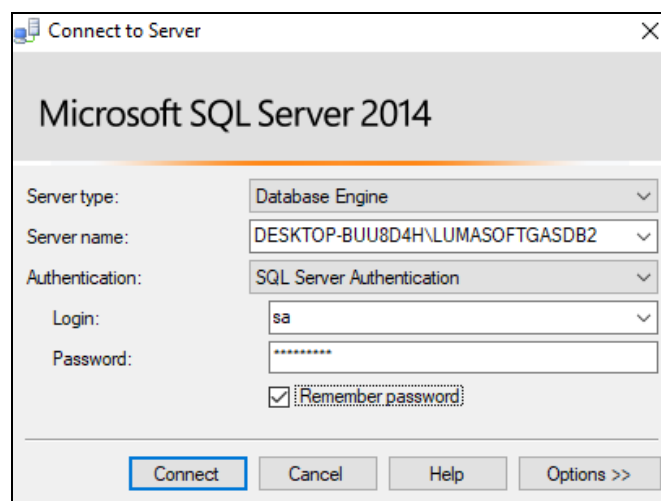 Connect to Server
Microsoft SQL Server 2014
Server type: Database Engine
Server name: DESKTOP-BUU8D4H\LUMASOFTGASDB2
Authentication: SQL Server Authentication
Login: sa
Password: *********
Remember password
Connect Cancel Help Options >>